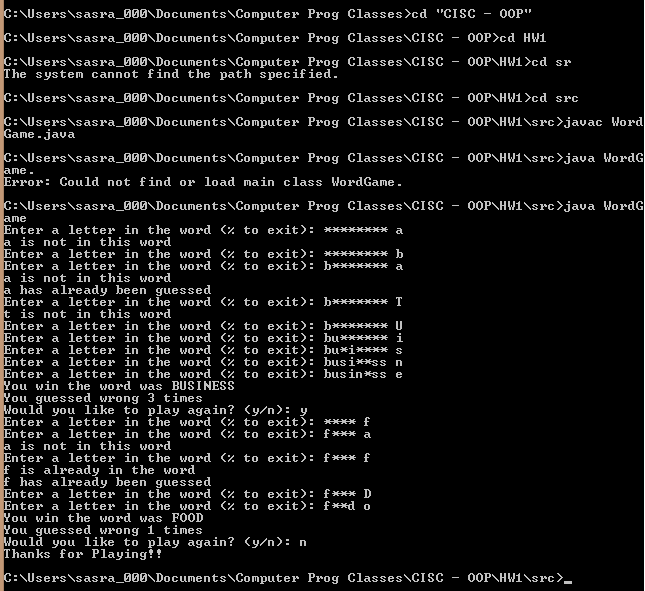 C:\Users\sasra_000\Documents\Computer Prog Classes>cd "CISC - OOP"
C:\Users\sasra_000\Documents\Computer Prog Classes\CISC - OOP>cd HW1
C:\Users\sasra_000\Documents\Computer Prog Classes\CISC - OOP\HW1>cd sr
The system cannot find the path specified.
C:\Users\sasra_000\Documents\Computer Prog Classes\CISC - OOP\HW1>cd src
C:\Users\sasra_000\Documents\Computer Prog Classes\CISC - OOP\HW1\src>javac Word
Game.java
C:\Users\sasra_000\Documents\Computer Prog Classes\CISC - OOP\HW1\src>java WordG
ame.
Error: Could not find or load main class WordGame.
C:\Users\sasra_000\Documents\Computer Prog Classes\CISC - OOP\HW1\src>java WordG
ame
Enter a letter in the word (% to exit): ******** a
a is not in this word
Enter a letter in the word (% to exit): ******** b
Enter a letter in the word (% to exit): b******* a
a is not in this word
a has already been guessed
Enter a letter in the word (% to exit): b******* T
t is not in this word
Enter a letter in the word (% to exit): b******* U
Enter a letter in the word (% to exit): bu****** i
Enter a letter in the word (% to exit): bu*i**** s
Enter a letter in the word (% to exit): busi**ss n
Enter a letter in the word (% to exit): busin*ss e
You win the word was BUSINESS
You guessed wrong 3 times
Would you like to play again? (y/n): y
Enter a letter in the word (% to exit): **** f
Enter a letter in the word (% to exit): f*** a
a is not in this word
Enter a letter in the word (% to exit): f*** f
f is already in the word
f has already been guessed
Enter a letter in the word (% to exit): f*** D
Enter a letter in the word (% to exit): f**d o
You win the word was FOOD
You guessed wrong 1 times
Would you like to play again? (y/n): n
Thanks for Playing!!
C:\Users\sasra_000\Documents\Computer Prog Classes\CISC - OOP\HW1\src>_